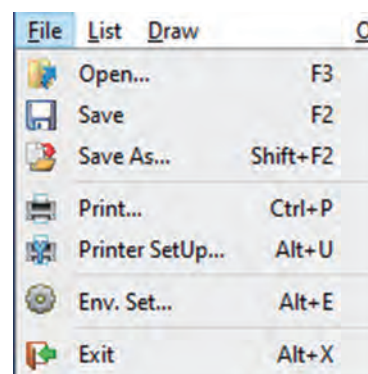 File List Draw
Open... F3
Save F2
Save As... Shift+F2
Print... Ctrl+P
Printer SetUp... Alt+U
Env. Set... Alt+E
Exit Alt+X